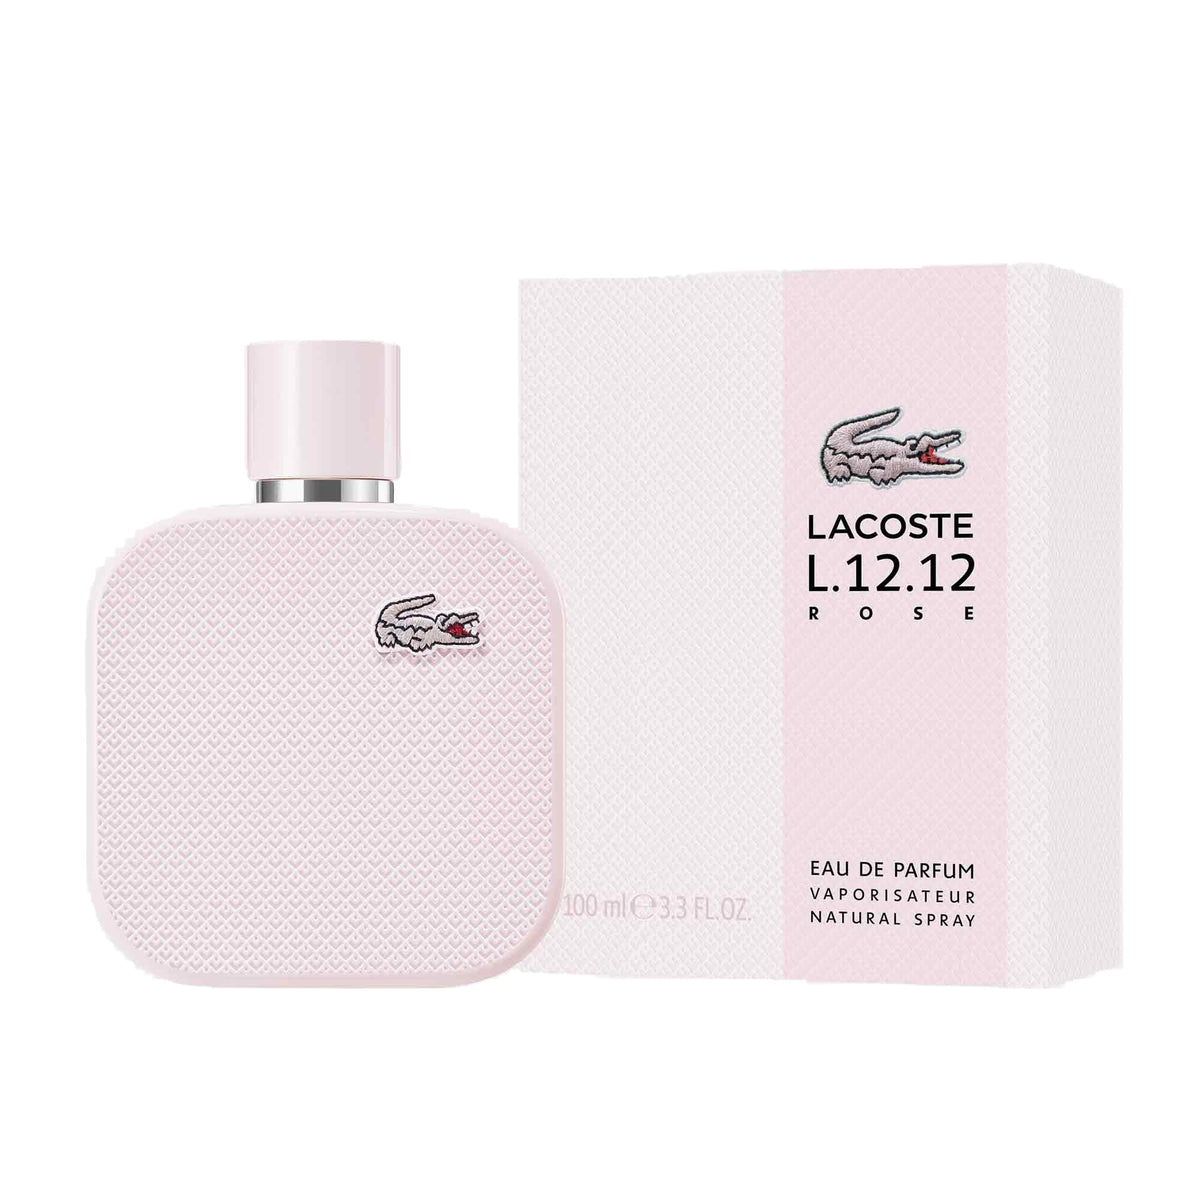 LACOSTE
L.12.12
ROSE
EAU DE PARFUM
VAPORISATEUR
NATURAL SPRAY
100 ml ℮ 3.3 FL.OZ.